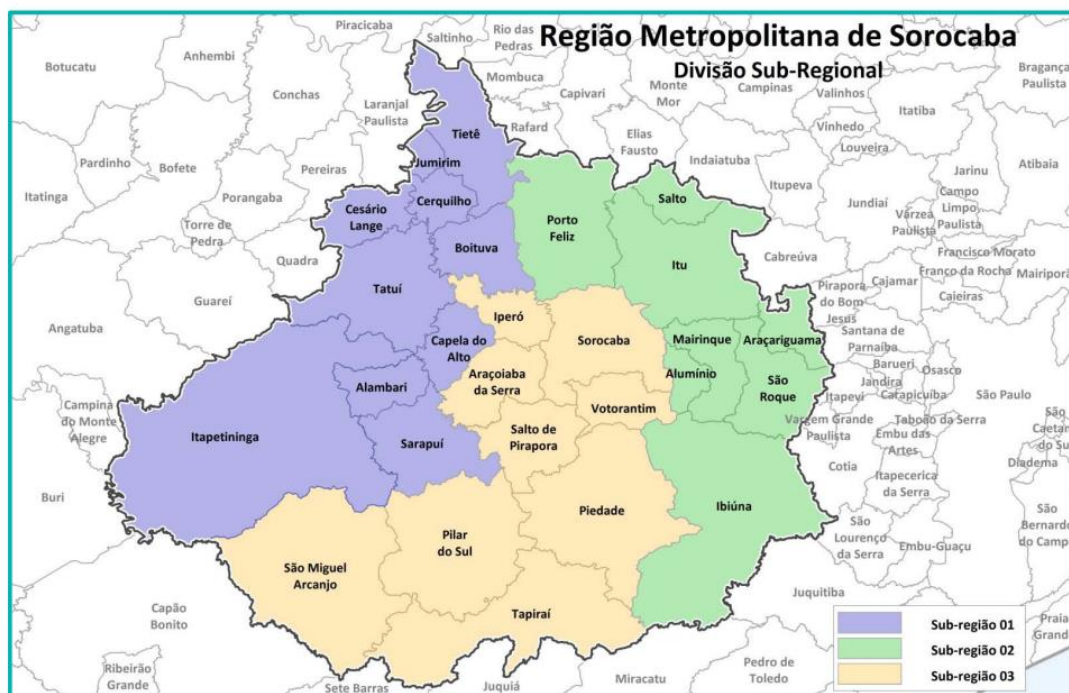 Região Metropolitana de Sorocaba
Divisão Sub-Regional
Piracicaba
Saltinho
Rio das
Pedras
Anhembi
Botucatu
Mombuca
Capivari
Monte
Mor
Campinas
Valinhos
Bragança
Paulista
Conchas
Laranjal
Paulista
Rafard
Elias
Fausto
Vinhedo
Louveira
Itatiba
Tietê
Pardinho
Bofete
Pereiras
Jumirim
Indaiatuba
Itupeva
Jarinu
Atibaia
Itatinga
Porangaba
Cesário
Lange
Cerquilho
Salto
Jundiaí
Campo
Limpo
Paulista
Várzea
Paulista
Torre de
Pedra
Porto
Feliz
Boituva
Quadra
Itu
Cabreúva
Francisco Morato
Franco da Rocha
Mairiporã
Guareí
Tatuí
Pirapora
do Bom
Jesus
Cajamar
Caieiras
Angatuba
Iperó
Sorocaba
Capela do
Alto
Mairinque
Araçariguama
Santana de
Parnaíba
Barueri
Osasco
Jandira
Araçoiaba
da Serra
Alumínio
São
Roque
Itapevi
Carapicuíba
São Paulo
Alambari
Votorantim
Campina
do Monte
Alegre
Itapetininga
Sarapuí
Salto de
Pirapora
Vargem Grande
Paulista
Taboão da Serra
Embu das
Artes
São
Caetano
do Sul
Cotia
Itapecerica
da Serra
Diadema
Buri
Piedade
Ibiúna
São
Bernardo
do Campo
Pilar
do Sul
São
Lourenço
da Serra
Embu-Guaçu
São Miguel
Arcanjo
Juquitiba
Capão
Bonito
Tapiraí
Praia
Grande
Sub-região 01
Sub-região 02
Sub-região 03
Ribeirão
Grande
Sete Barras
Juquiá
Miracatu
Pedro de
Toledo